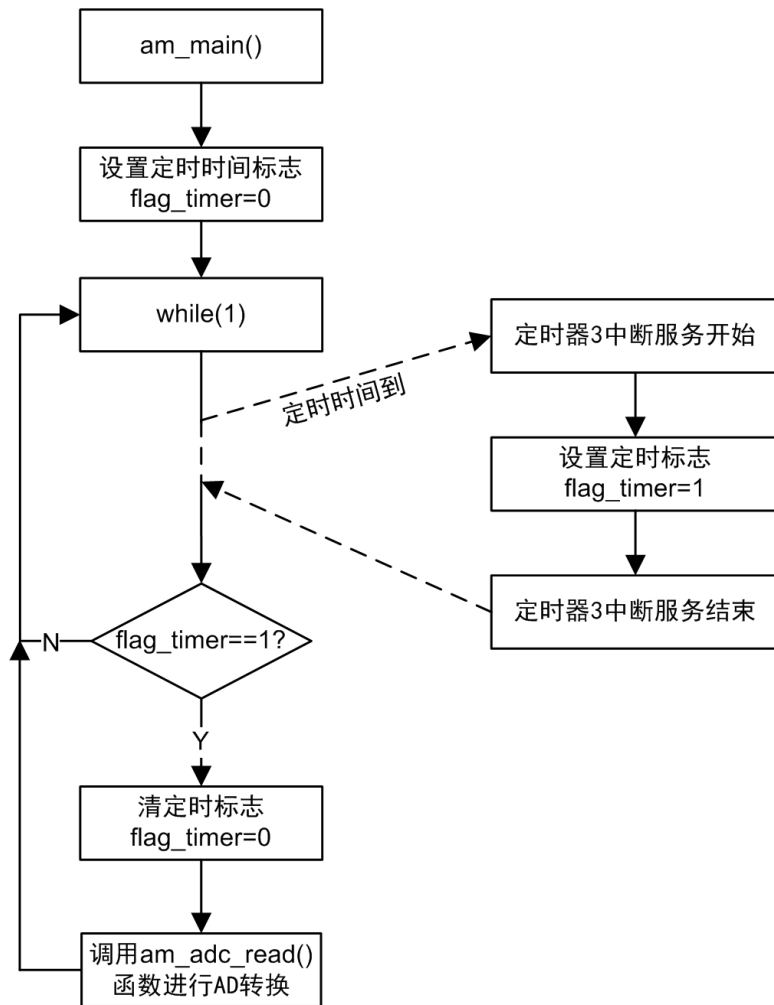 am_main()
设置定时时间标志
flag_timer=0
while(1)
定时器3中断服务开始
定时时间到
设置定时标志
flag_timer=1
定时器3中断服务结束
flag_timer==1?
N
Y
清定时标志
flag_timer=0
调用am_adc_read()
函数进行AD转换